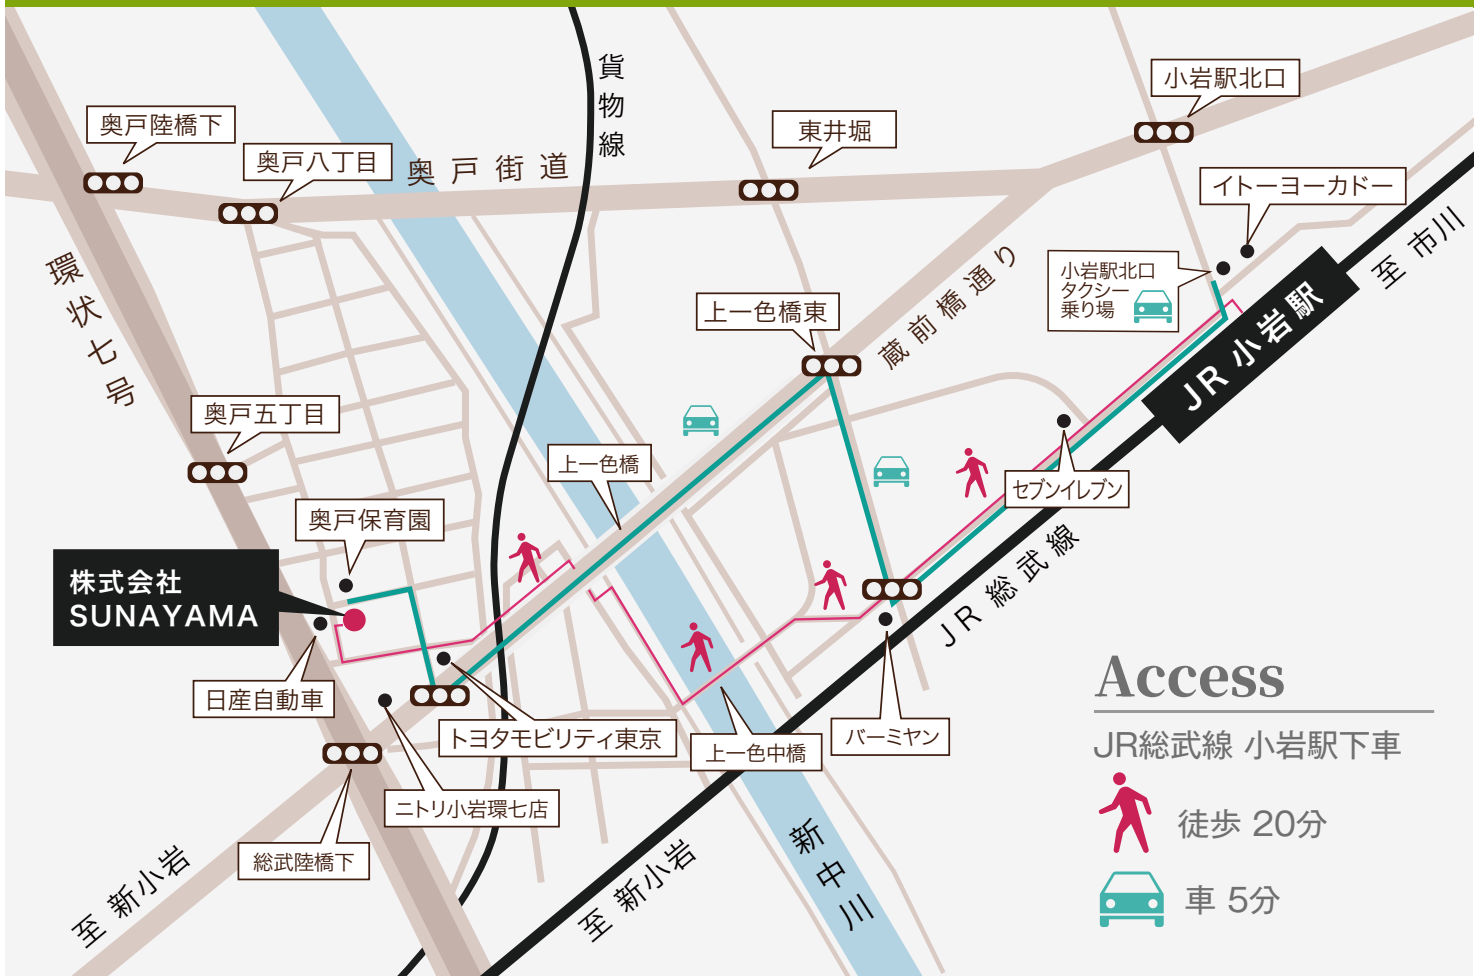 貨物線
小岩駅北口
奥戸陸橋下
東井堀
奥戸八丁目
奥戸街道
イトーヨーカドー
至 市川
環状七号
小岩駅北口
タクシー
乗り場
蔵前橋通り
上一色橋東
JR 小岩駅
奥戸五丁目
上一色橋
セブンイレブン
奥戸保育園
株式会社
SUNAYAMA
JR 総武線
日産自動車
トヨタモビリティ東京
上一色中橋
バーミヤン
ニトリ小岩環七店
総武陸橋下
至 新小岩
至 新小岩
新中川
Access
JR総武線 小岩駅下車
徒歩 20分
車 5分